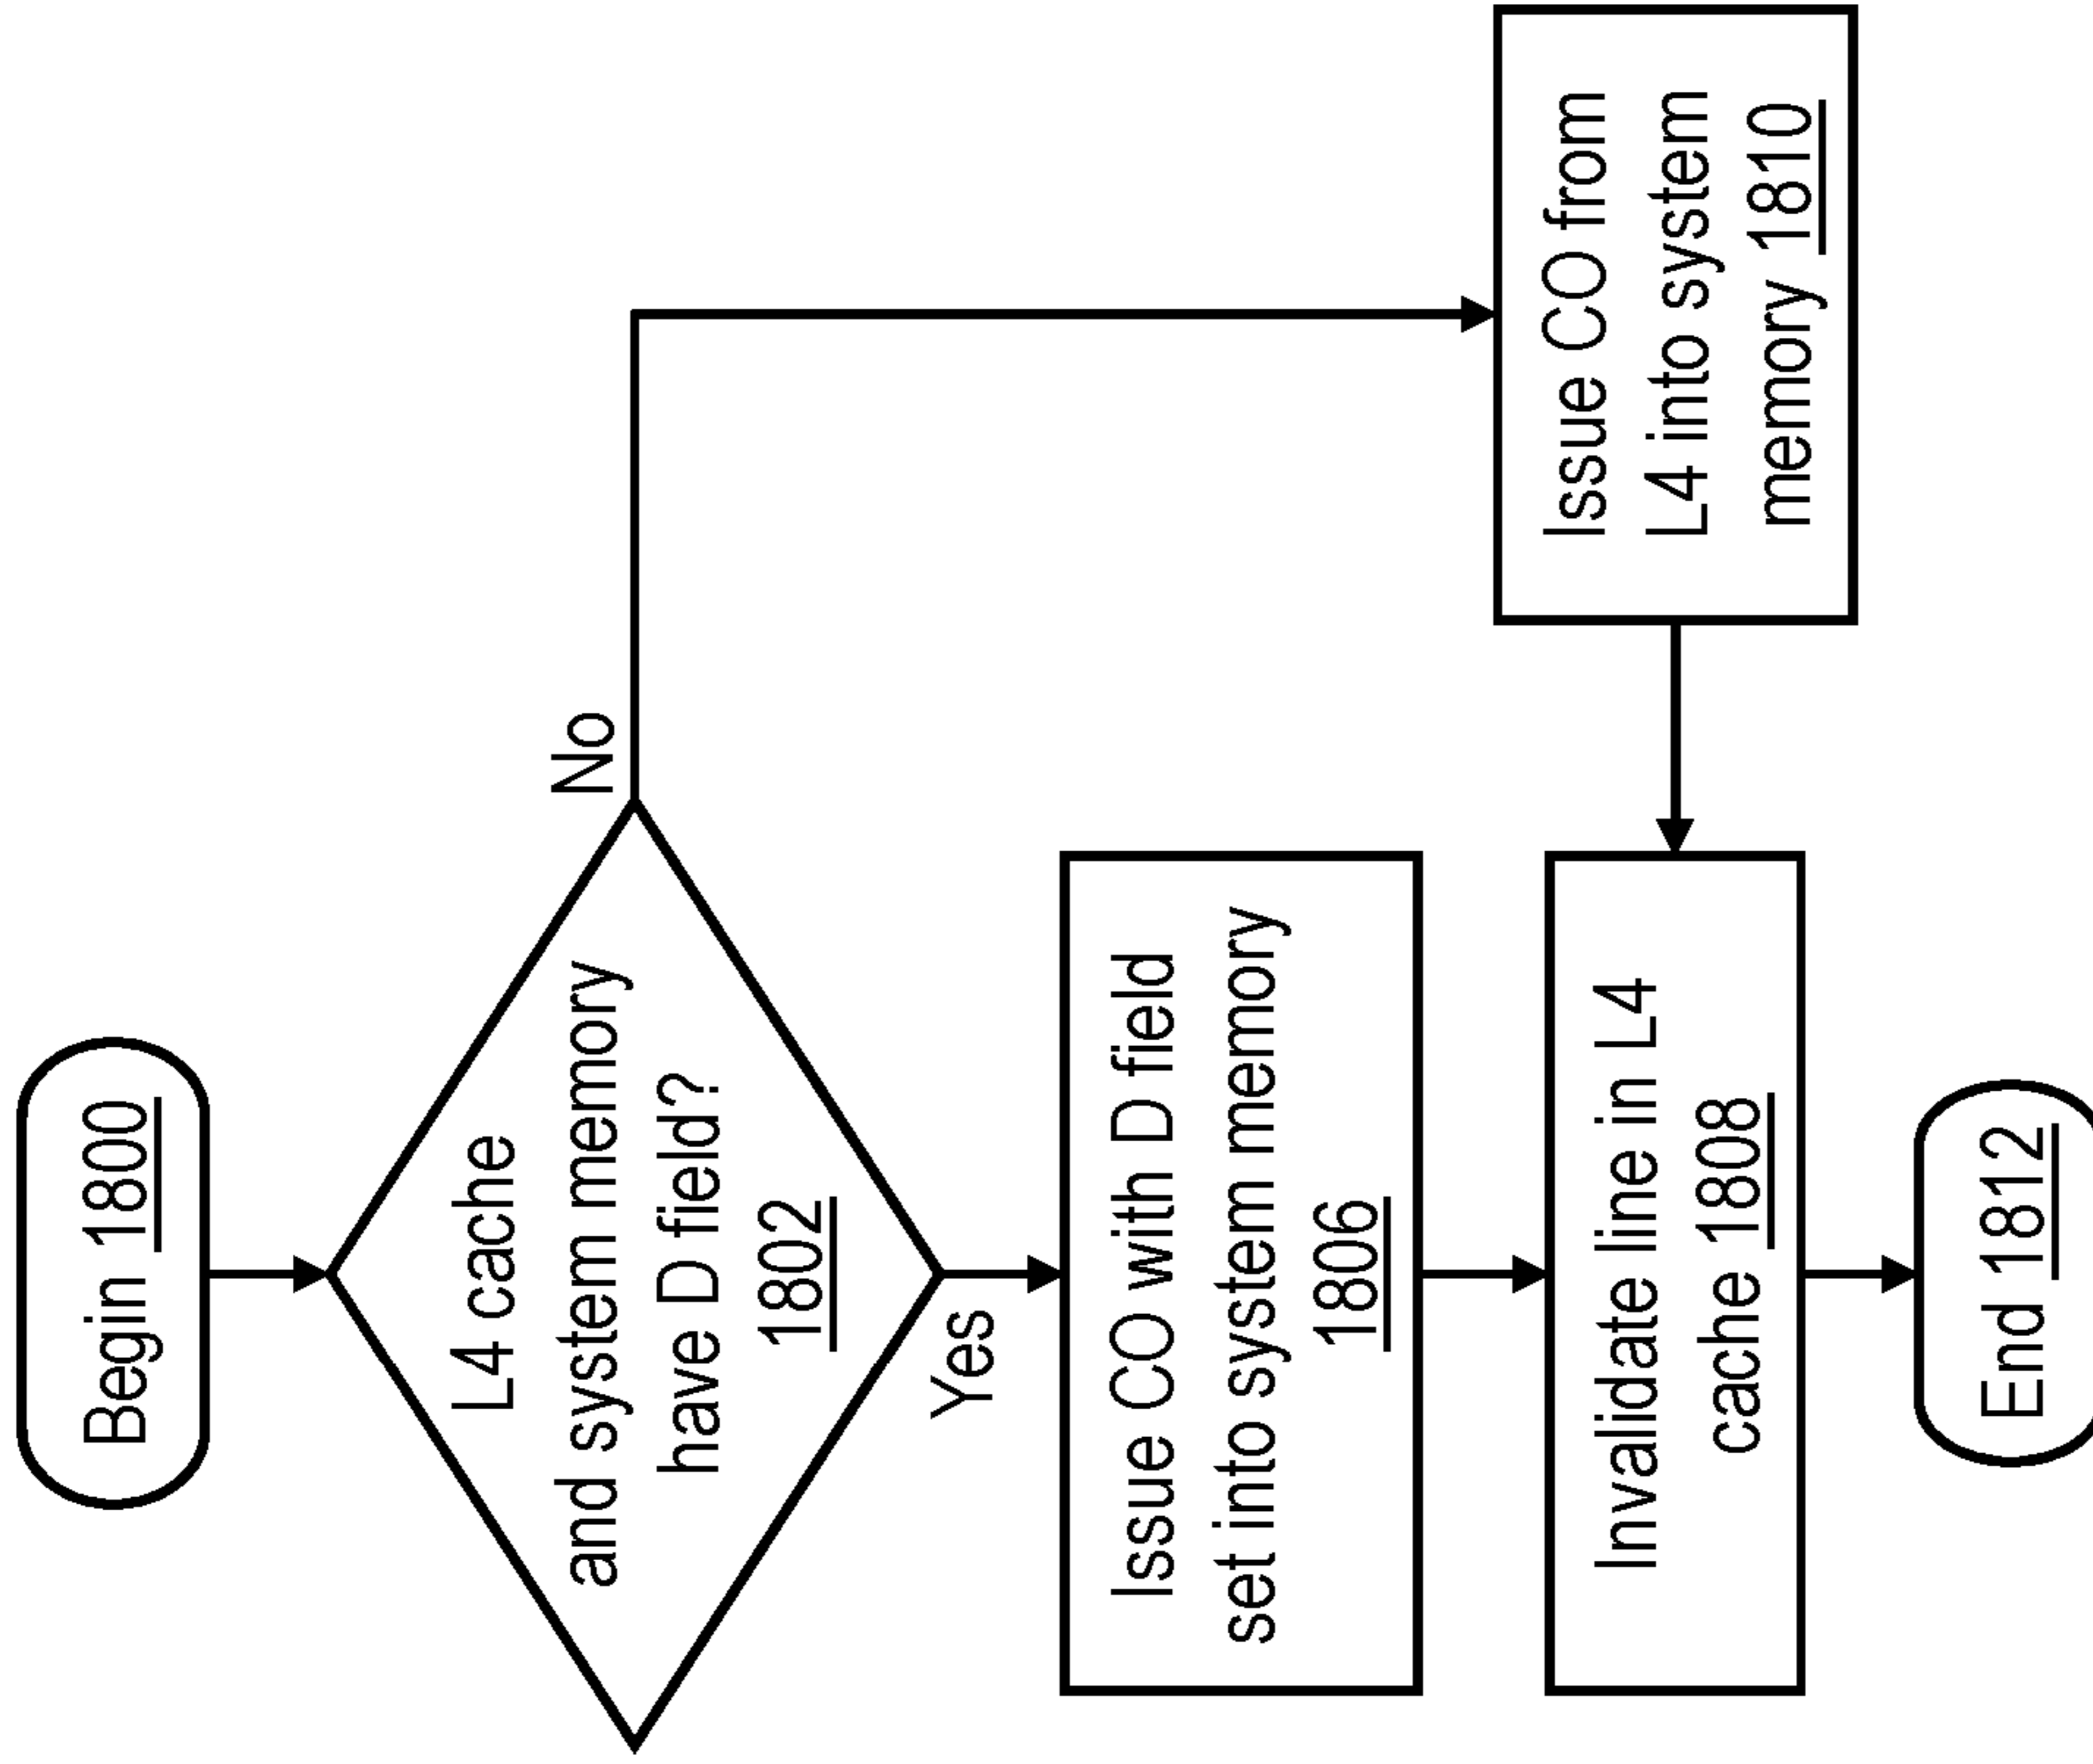 Begin 1800
L4 cache
and system memory
have D field?
1802
No
Yes
Issue CO with D field
set into system memory
1806
Issue CO from
L4 into system
memory 1810
Invalidate line in L4
cache 1808
End 1812